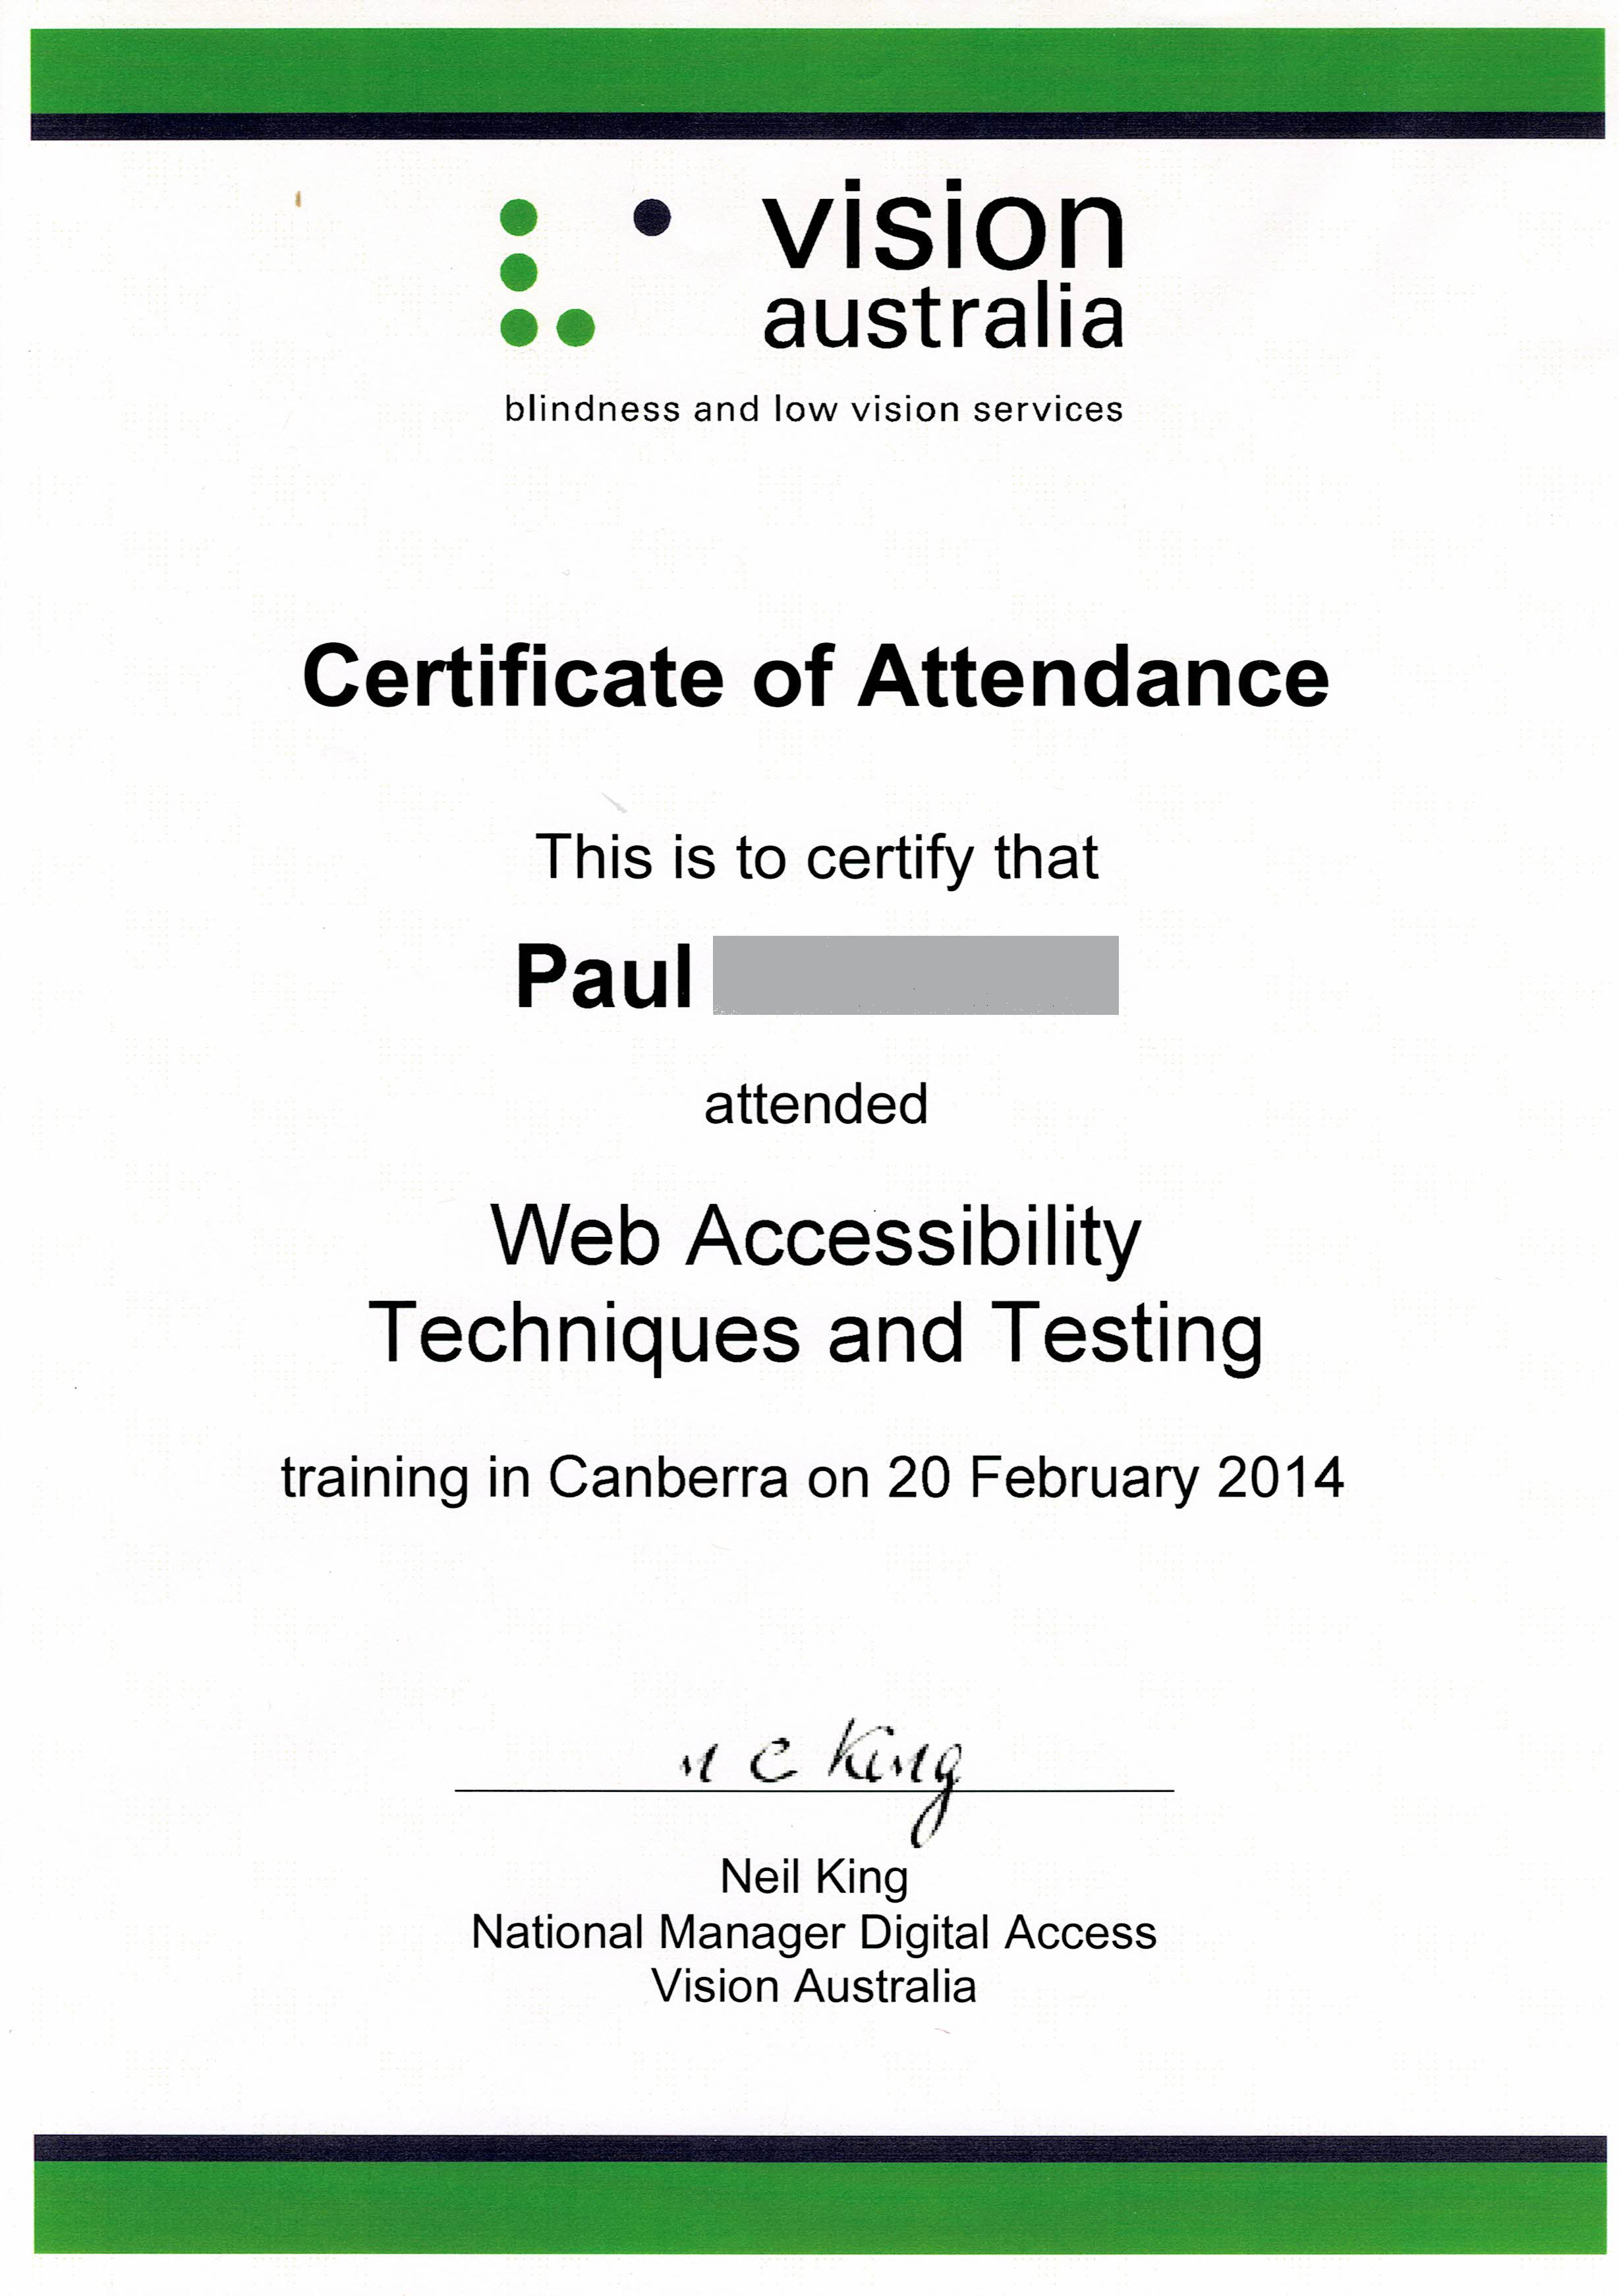 vision
australia
blindness and low vision services
Certificate of Attendance
This is to certify that
Paul
attended
Web Accessibility
Techniques and Testing
training in Canberra on 20 February 2014
N C King
Neil King
National Manager Digital Access
Vision Australia